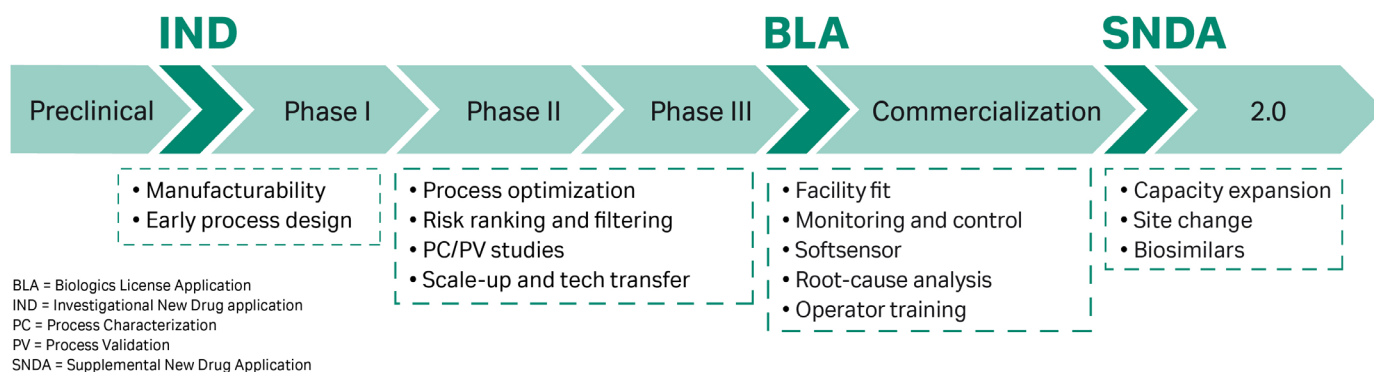 IND
BLA
SNDA
Preclinical
Phase I
Phase II
Phase III
Commercialization
2.0
• Manufacturability
• Early process design
• Process optimization
• Risk ranking and filtering
• PC/PV studies
• Scale-up and tech transfer
• Facility fit
• Monitoring and control
• Softsensor
• Root-cause analysis
• Operator training
• Capacity expansion
• Site change
• Biosimilars
BLA = Biologics License Application
IND = Investigational New Drug application
PC = Process Characterization
PV = Process Validation
SNDA = Supplemental New Drug Application